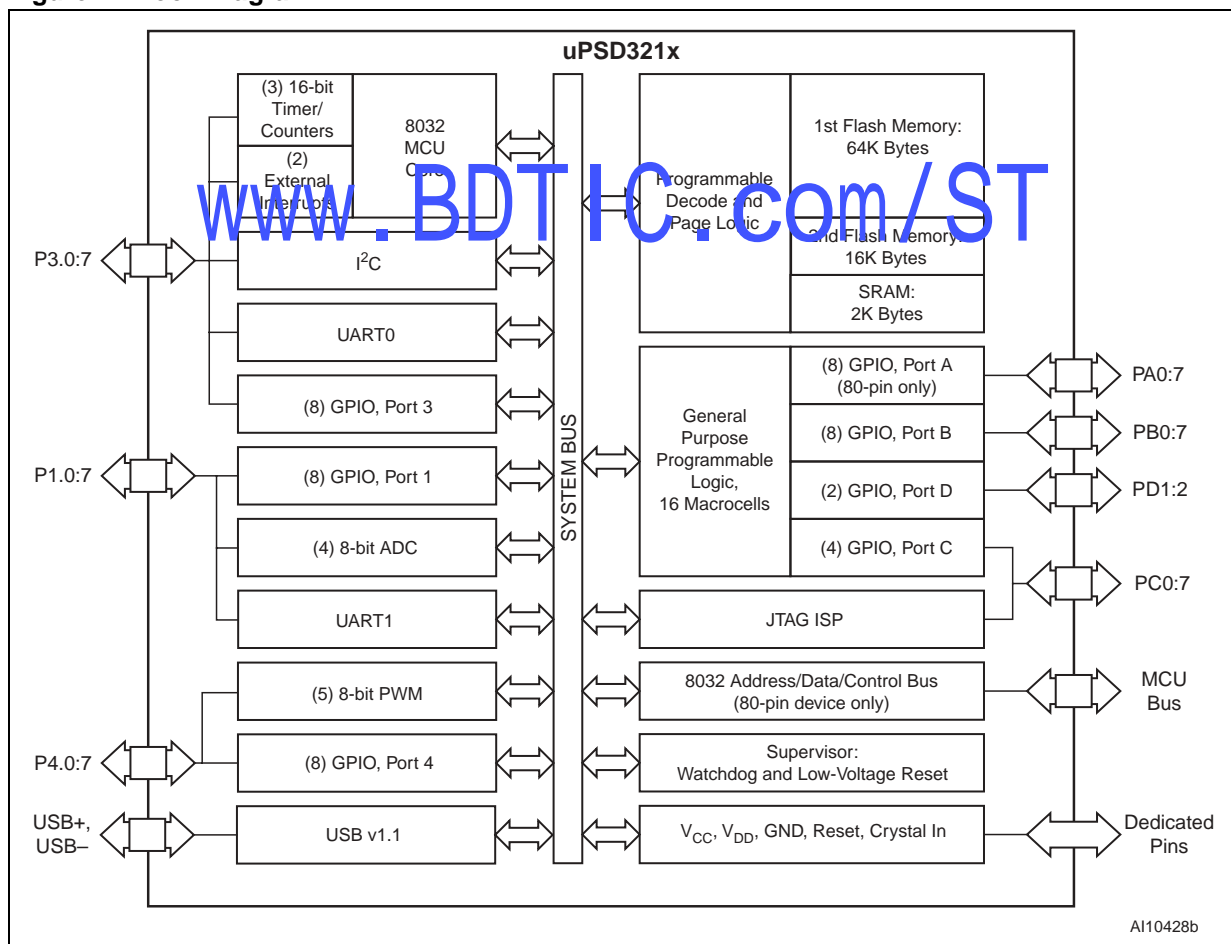 uPSD321x
(3) 16-bit
Timer/
Counters
(2)
External
Interrupts
8032
MCU
Core
I²C
UART0
(8) GPIO, Port 3
(8) GPIO, Port 1
(4) 8-bit ADC
UART1
(5) 8-bit PWM
(8) GPIO, Port 4
USB v1.1
P3.0:7
P1.0:7
P4.0:7
USB+,
USB–
SYSTEM BUS
Programmable
Decode and
Page Logic
1st Flash Memory:
64K Bytes
2nd Flash Memory:
16K Bytes
SRAM:
2K Bytes
General
Purpose
Programmable
Logic,
16 Macrocells
(8) GPIO, Port A
(80-pin only)
(8) GPIO, Port B
(2) GPIO, Port D
(4) GPIO, Port C
JTAG ISP
8032 Address/Data/Control Bus
(80-pin device only)
Supervisor:
Watchdog and Low-Voltage Reset
VCC, VDD, GND, Reset, Crystal In
PA0:7
PB0:7
PD1:2
PC0:7
MCU
Bus
Dedicated
Pins
www.BDTIC.com/ST
AI10428b